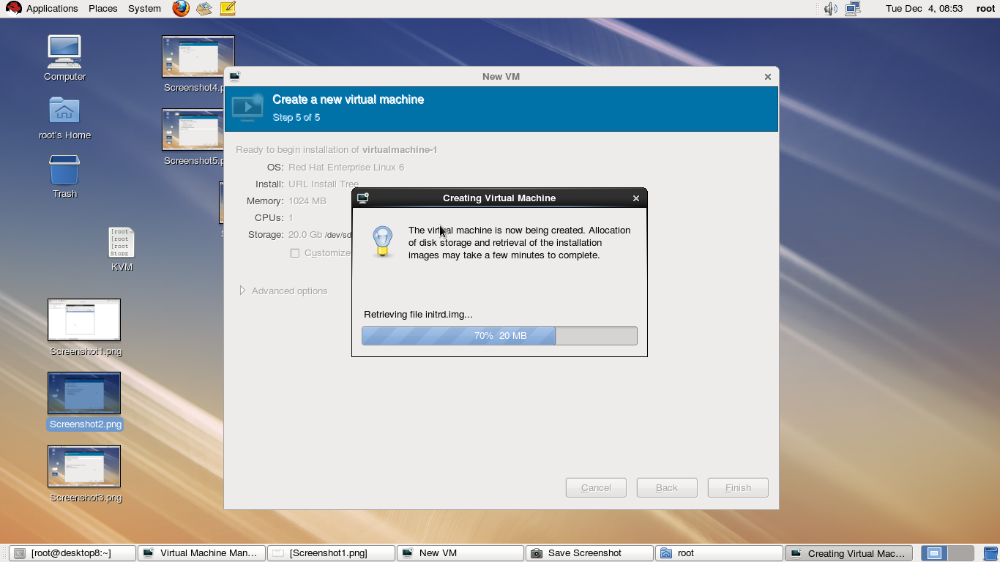 Applications Places System
Tue Dec 4, 08:53 root
Computer
root's Home
Trash
Screenshot4.p
Screenshot5.p
[root
[root
[root
Stopp
KVM
Screenshot1.png
Screenshot2.png
Screenshot3.png
New VM
Create a new virtual machine
Step 5 of 5
Ready to begin installation of virtualmachine-1
OS: Red Hat Enterprise Linux 6
Install: URL Install Tree
Memory: 1024 MB
CPUs: 1
Storage: 20.0 Gb /dev/sd
Customize
Advanced options
Cancel Back Finish
Creating Virtual Machine
The virtual machine is now being created. Allocation
of disk storage and retrieval of the installation
images may take a few minutes to complete.
Retrieving file initrd.img...
70% 20 MB
[root@desktop8:~] Virtual Machine Man... [Screenshot1.png] New VM Save Screenshot root Creating Virtual Mac...